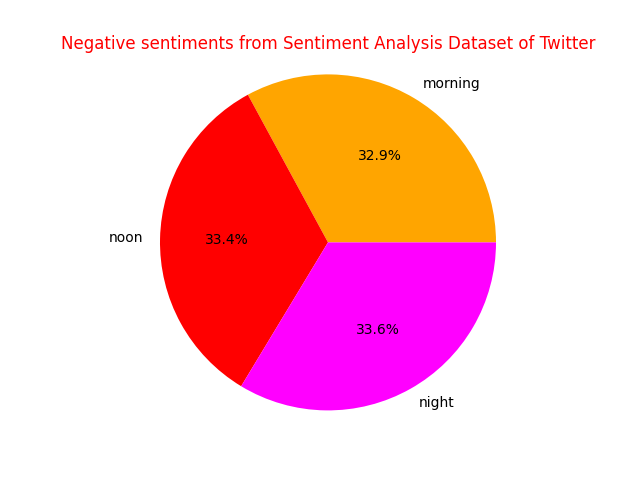 Negative sentiments from Sentiment Analysis Dataset of Twitter
morning
32.9%
noon
33.4%
33.6%
night